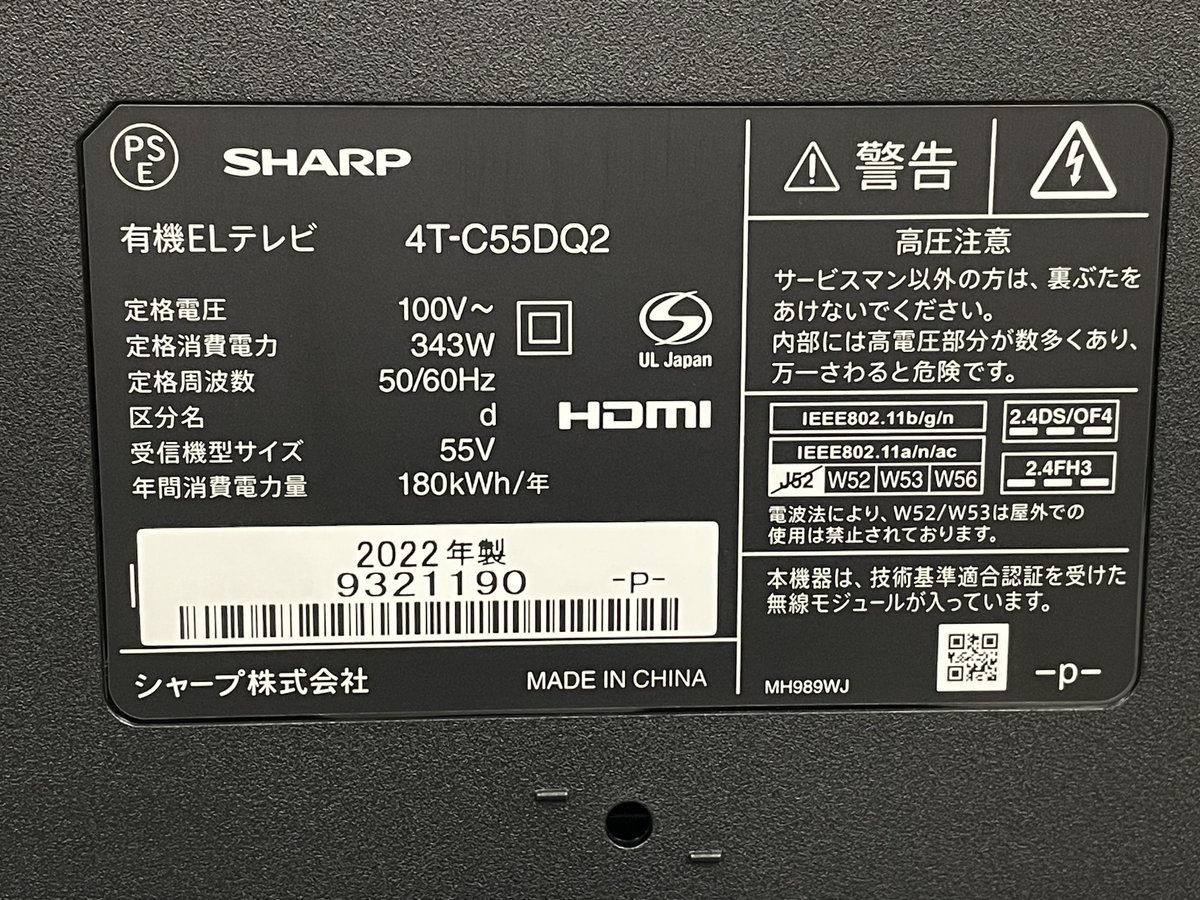 PSE
SHARP
有機ELテレビ 4T-C55DQ2
定格電圧 100V～
定格消費電力 343W
定格周波数 50/60Hz
区分名 d
受信機型サイズ 55V
年間消費電力量 180kWh/年
UL Japan
HDMI
2022年製
9321190 -P-
シャープ株式会社 MADE IN CHINA
警告
高圧注意
サービスマン以外の方は、裏ぶたを
あけないでください。
内部には高電圧部分が数多くあり、
万一さわると危険です。
IEEE802.11b/g/n
IEEE802.11a/n/ac
J52 W52 W53 W56
2.4DS/OF4
2.4FH3
電波法により、W52/W53は屋外での
使用は禁止されております。
本機器は、技術基準適合認証を受けた
無線モジュールが入っています。
MH989WJ -p-